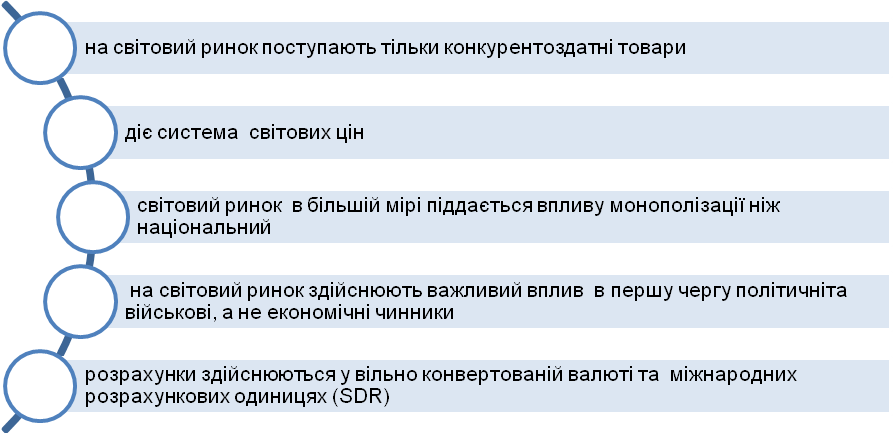 на світовий ринок поступають тільки конкурентоздатні товари
діє система  світових цін
світовий ринок  в більшій мірі піддається впливу монополізації ніж
національний
на світовий ринок здійснюють важливий вплив  в першу чергу політичніта
військові, а не економічні чинники
розрахунки здійснюються у вільно конвертованій валюті та  міжнародних
розрахункових одиницях (SDR)